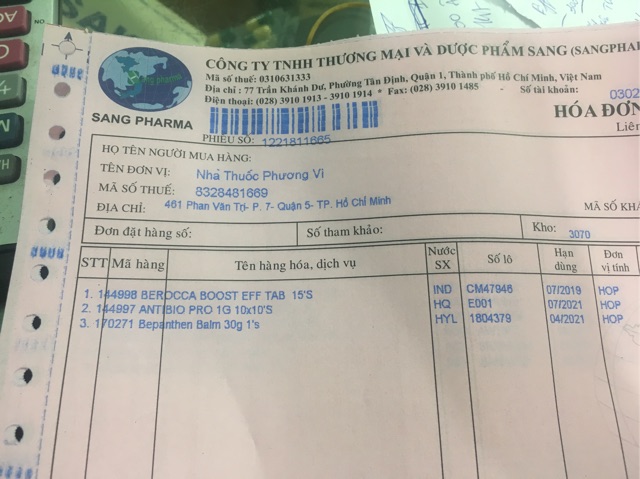 CÔNG TY TNHH THƯƠNG MẠI VÀ DƯỢC PHẨM SANG (SANGPHA
Mã số thuế: 0310631333
Địa chỉ: 77 Trần Khánh Dư, Phường Tân Định, Quận 1, Thành phố Hồ Chí Minh, Việt Nam
Điện thoại: (028) 3910 1913 - 3910 1914 * Fax: (028) 3910 1485 - Số tài khoản: 0302
SANG PHARMA
HÓA ĐƠN
Liên
PHIẾU SỐ: 1221811665
HỌ TÊN NGƯỜI MUA HÀNG:
TÊN ĐƠN VỊ: Nhà Thuốc Phương Vi
MÃ SỐ THUẾ: 8328481669
ĐỊA CHỈ: 461 Phan Văn Trị- P. 7- Quận 5- TP. Hồ Chí Minh MÃ SỐ KHÁ
Đơn đặt hàng số: Số tham khảo: Kho: 3070
STT Mã hàng Tên hàng hóa, dịch vụ Nước SX Số lô Hạn dùng Đơn vị tính
1. 144998 BEROCCA BOOST EFF TAB 15'S IND CM47946 07/2019 HOP
2. 144997 ANTIBIO PRO 1G 10x10'S HQ E001 07/2021 HOP
3. 170271 Bepanthen Balm 30g 1's HYL 1804379 04/2021 HOP